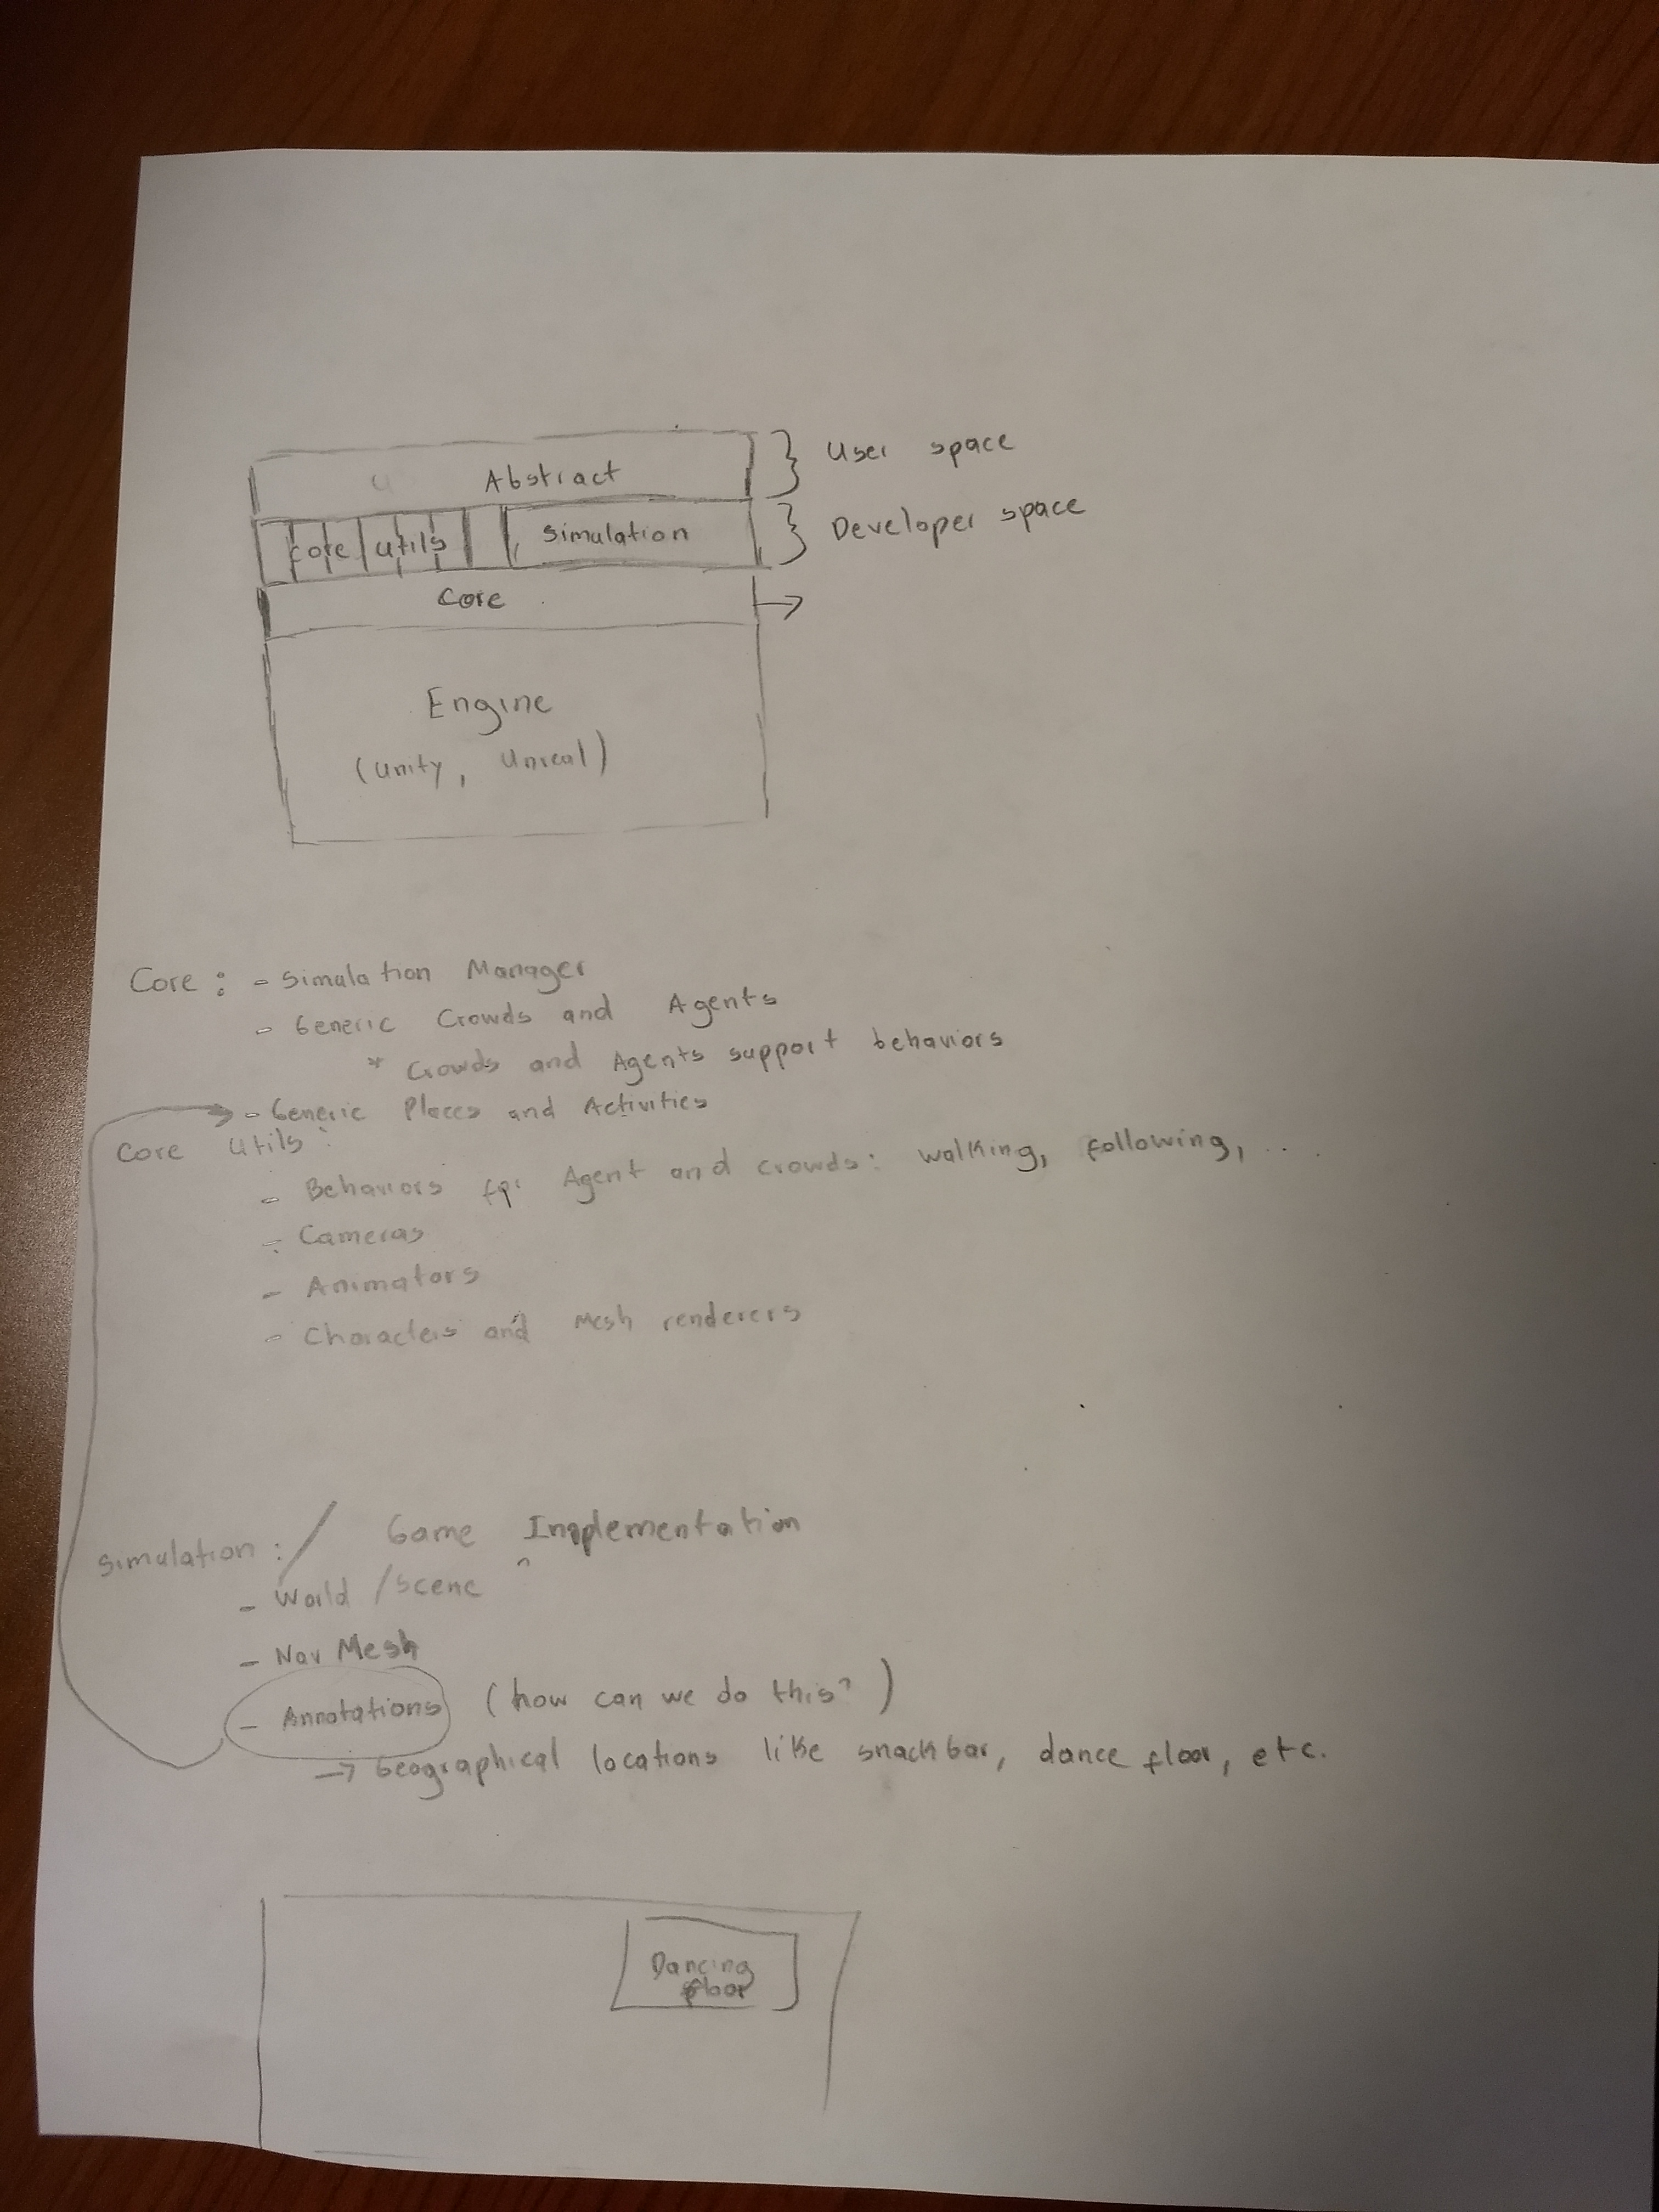 Abstract
User space
core utils
simulation
Developer space
Core
Engine
(Unity, Unreal)
Core : - Simulation Manager
- Generic Crowds and Agents
* Crowds and Agents support behaviors
- Generic Places and Activities
Core Utils :
- Behaviors for Agent and crowds: walking, following, ...
- Cameras
- Animators
- Characters and Mesh renderers
Simulation : / Game Implementation
- World / Scene
- Nav Mesh
- Annotations (how can we do this?)
→ Geographical locations like snackbar, dance floor, etc.
Dancing
floor